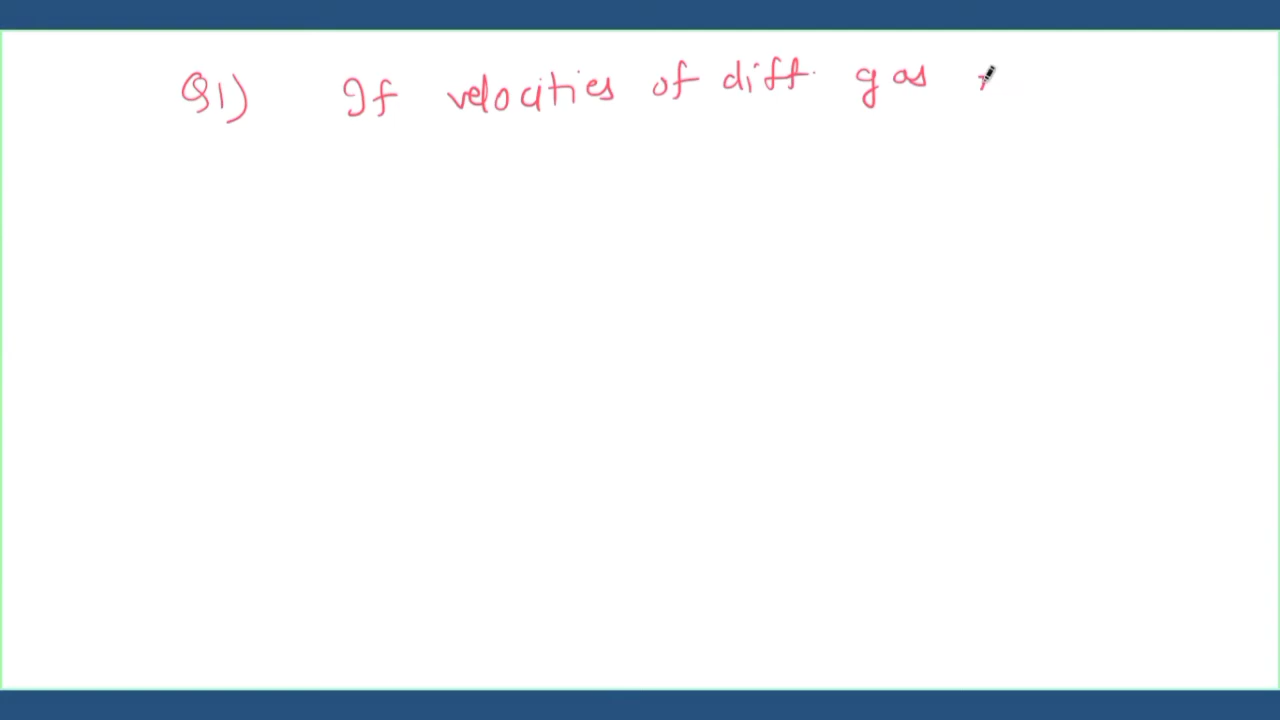 Q1) If velocities of diff. gas